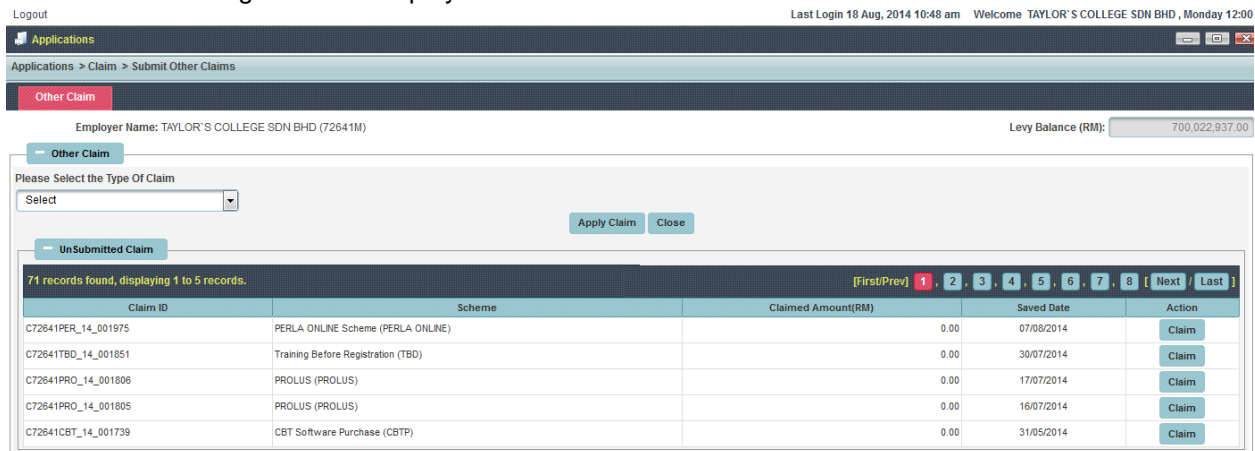 Logout Last Login 18 Aug, 2014 10:48 am Welcome TAYLOR`S COLLEGE SDN BHD , Monday 12:00
Applications
Applications > Claim > Submit Other Claims
Other Claim
Employer Name: TAYLOR`S COLLEGE SDN BHD (72641M) Levy Balance (RM): 700,022,937.00
Other Claim
Please Select the Type Of Claim
Select
Apply Claim Close
UnSubmitted Claim
71 records found, displaying 1 to 5 records. [First/Prev] 1 , 2 , 3 , 4 , 5 , 6 , 7 , 8 [ Next / Last ]
Claim ID Scheme Claimed Amount(RM) Saved Date Action
C72641PER_14_001975 PERLA ONLINE Scheme (PERLA ONLINE) 0.00 07/08/2014 Claim
C72641TBD_14_001851 Training Before Registration (TBD) 0.00 30/07/2014 Claim
C72641PRO_14_001806 PROLUS (PROLUS) 0.00 17/07/2014 Claim
C72641PRO_14_001805 PROLUS (PROLUS) 0.00 16/07/2014 Claim
C72641CBT_14_001739 CBT Software Purchase (CBTP) 0.00 31/05/2014 Claim